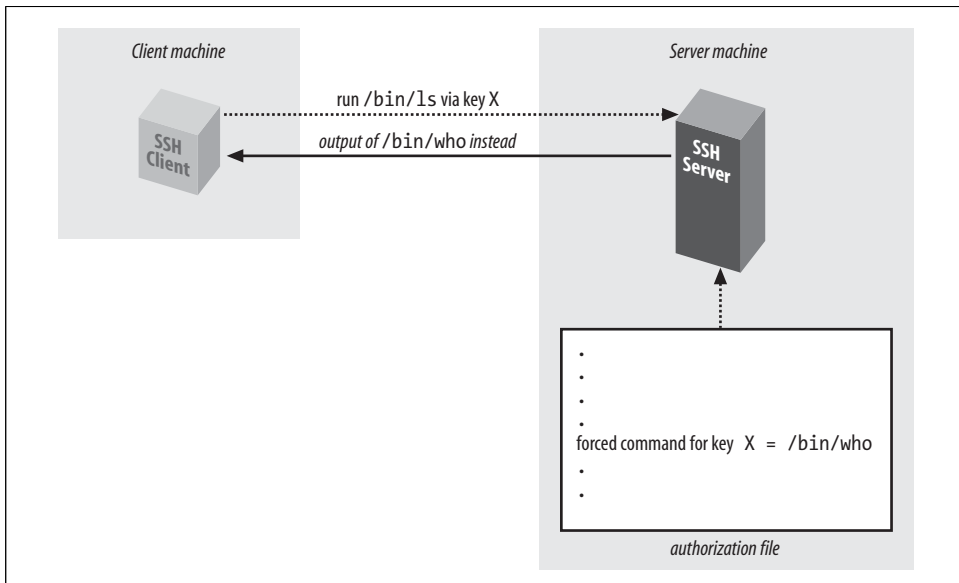 Client machine
Server machine
run /bin/ls via key X
output of /bin/who instead
SSH
Client
SSH
Server
.
.
.
.
forced command for key X = /bin/who
.
.
authorization file